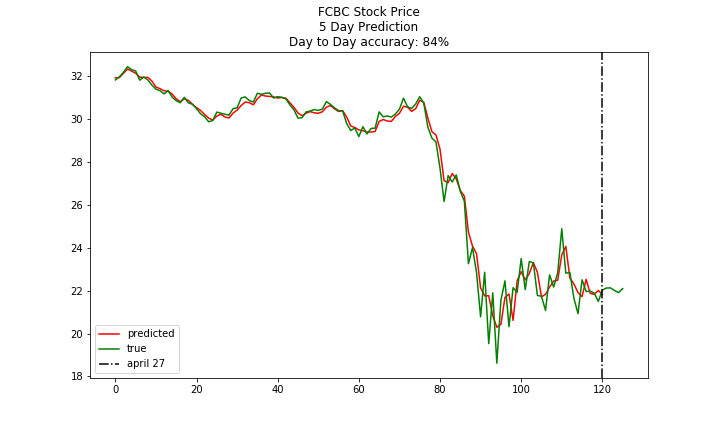 FCBC Stock Price
5 Day Prediction
Day to Day accuracy: 84%
32
30
28
26
24
22
20
18
predicted
true
april 27
0
20
40
60
80
100
120